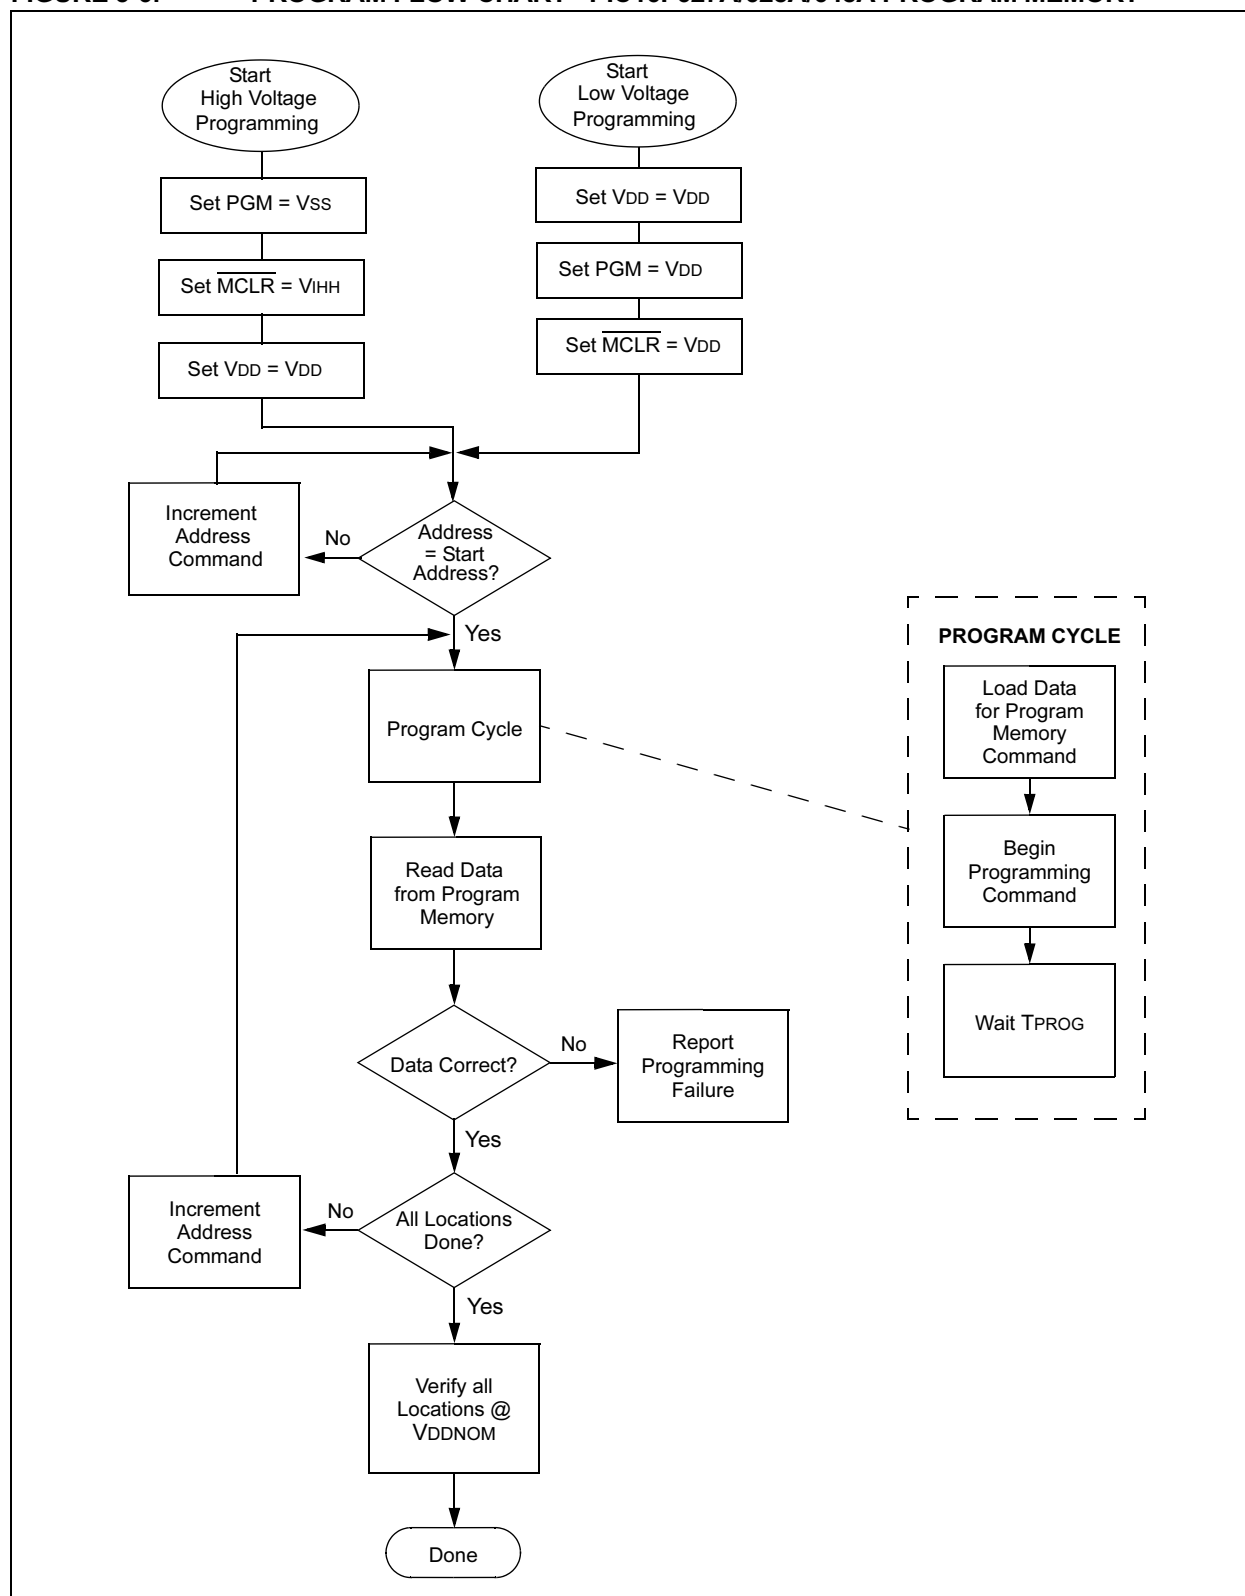 Start
High Voltage
Programming
Start
Low Voltage
Programming
Set PGM = VSS
Set MCLR = VIHH
Set VDD = VDD
Set VDD = VDD
Set PGM = VDD
Set MCLR = VDD
Increment
Address
Command
No
Address
= Start
Address?
Yes
Program Cycle
PROGRAM CYCLE
Load Data
for Program
Memory
Command
Begin
Programming
Command
Wait TPROG
Read Data
from Program
Memory
Data Correct?
No
Report
Programming
Failure
Yes
Increment
Address
Command
No
All Locations
Done?
Yes
Verify all
Locations @
VDDNOM
Done